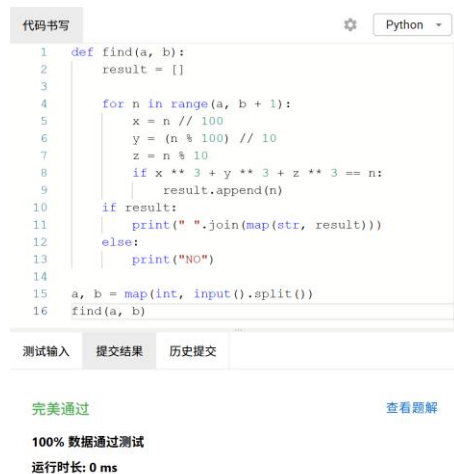 代码书写 Python
1 def find(a, b):
2     result = []
3
4     for n in range(a, b + 1):
5         x = n // 100
6         y = (n % 100) // 10
7         z = n % 10
8         if x ** 3 + y ** 3 + z ** 3 == n:
9             result.append(n)
10     if result:
11         print(" ".join(map(str, result)))
12     else:
13         print("NO")
14
15 a, b = map(int, input().split())
16 find(a, b)
测试输入 提交结果 历史提交
完美通过 查看题解
100% 数据通过测试
运行时长: 0 ms